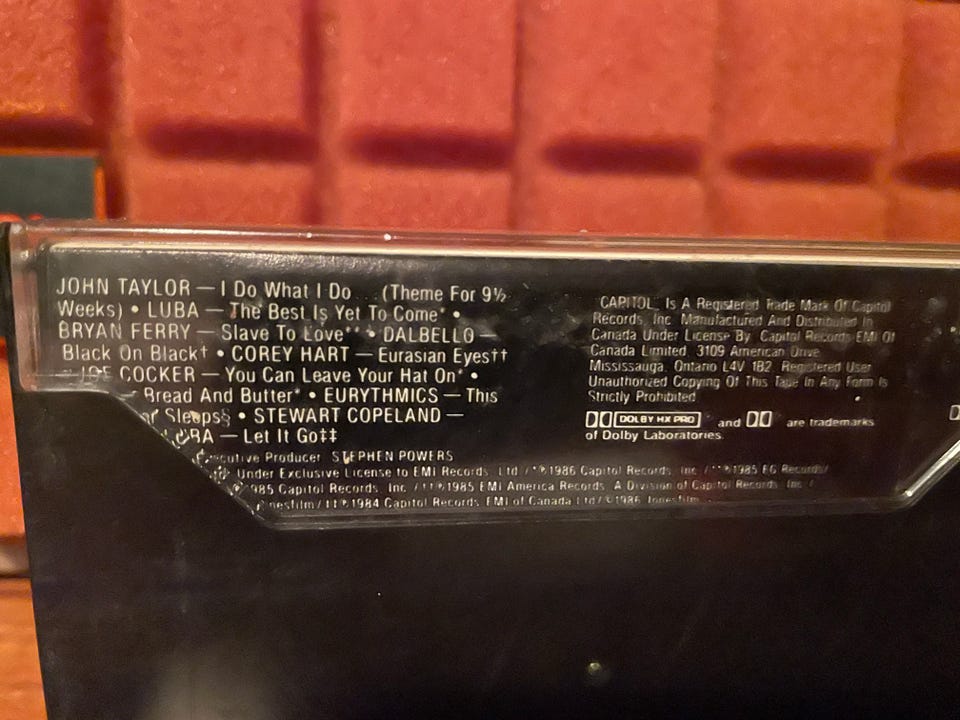 JOHN TAYLOR — I Do What I Do ...(Theme For 9½
Weeks) • LUBA — The Best Is Yet To Come* •
BRYAN FERRY — Slave To Love** • DALBELLO —
Black On Black† • COREY HART — Eurasian Eyes††
JOE COCKER — You Can Leave Your Hat On* •
Bread And Butter* • EURYTHMICS — This
Sleeps§ • STEWART COPELAND —
LUBA — Let It Go‡‡
Executive Producer STEPHEN POWERS
Under Exclusive License to EMI Records Ltd / *℗1986 Capitol Records, Inc / **℗1985 EG Records/
1985 Capitol Records, Inc. / ††℗1985 EMI America Records, A Division of Capitol Records, Inc /
℗1984 Capitol Records EMI of Canada Ltd / ℗1986 Jonesfilm
CAPITOL Is A Registered Trade Mark Of Capitol
Records, Inc Manufactured And Distributed In
Canada Under License By Capitol Records-EMI Of
Canada Limited, 3109 American Drive,
Mississauga, Ontario L4V 1B2, Registered User
Unauthorized Copying Of This Tape In Any Form Is
Strictly Prohibited
DOLBY HX PRO and are trademarks
of Dolby Laboratories.